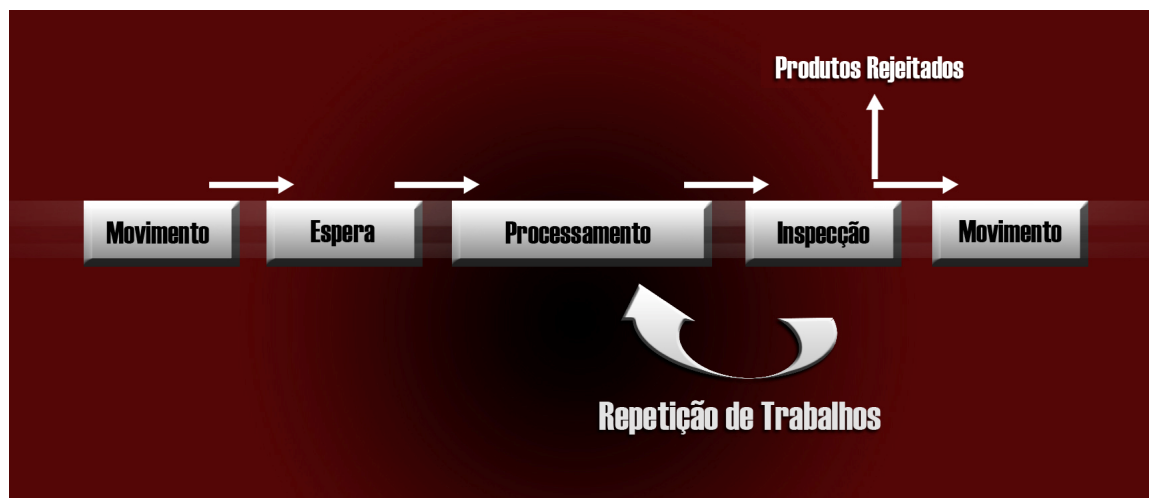 Produtos Rejeitados
Movimento
Espera
Processamento
Inspecção
Movimento
Repetição de Trabalhos